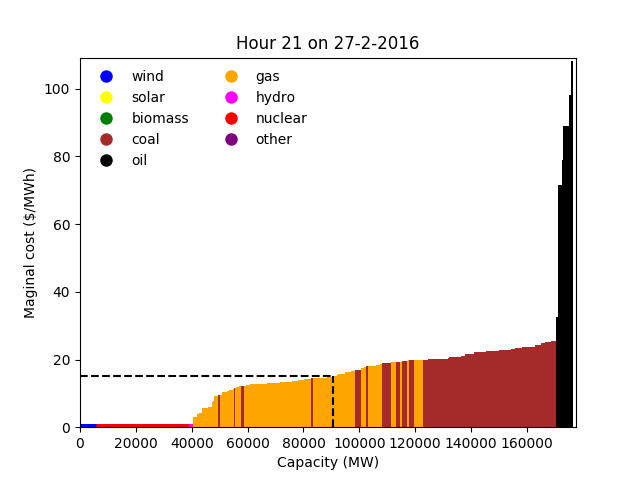 Hour 21 on 27-2-2016
Maginal cost ($/MWh)
100
80
60
40
20
0
wind
solar
biomass
coal
oil
gas
hydro
nuclear
other
0 20000 40000 60000 80000 100000 120000 140000 160000
Capacity (MW)